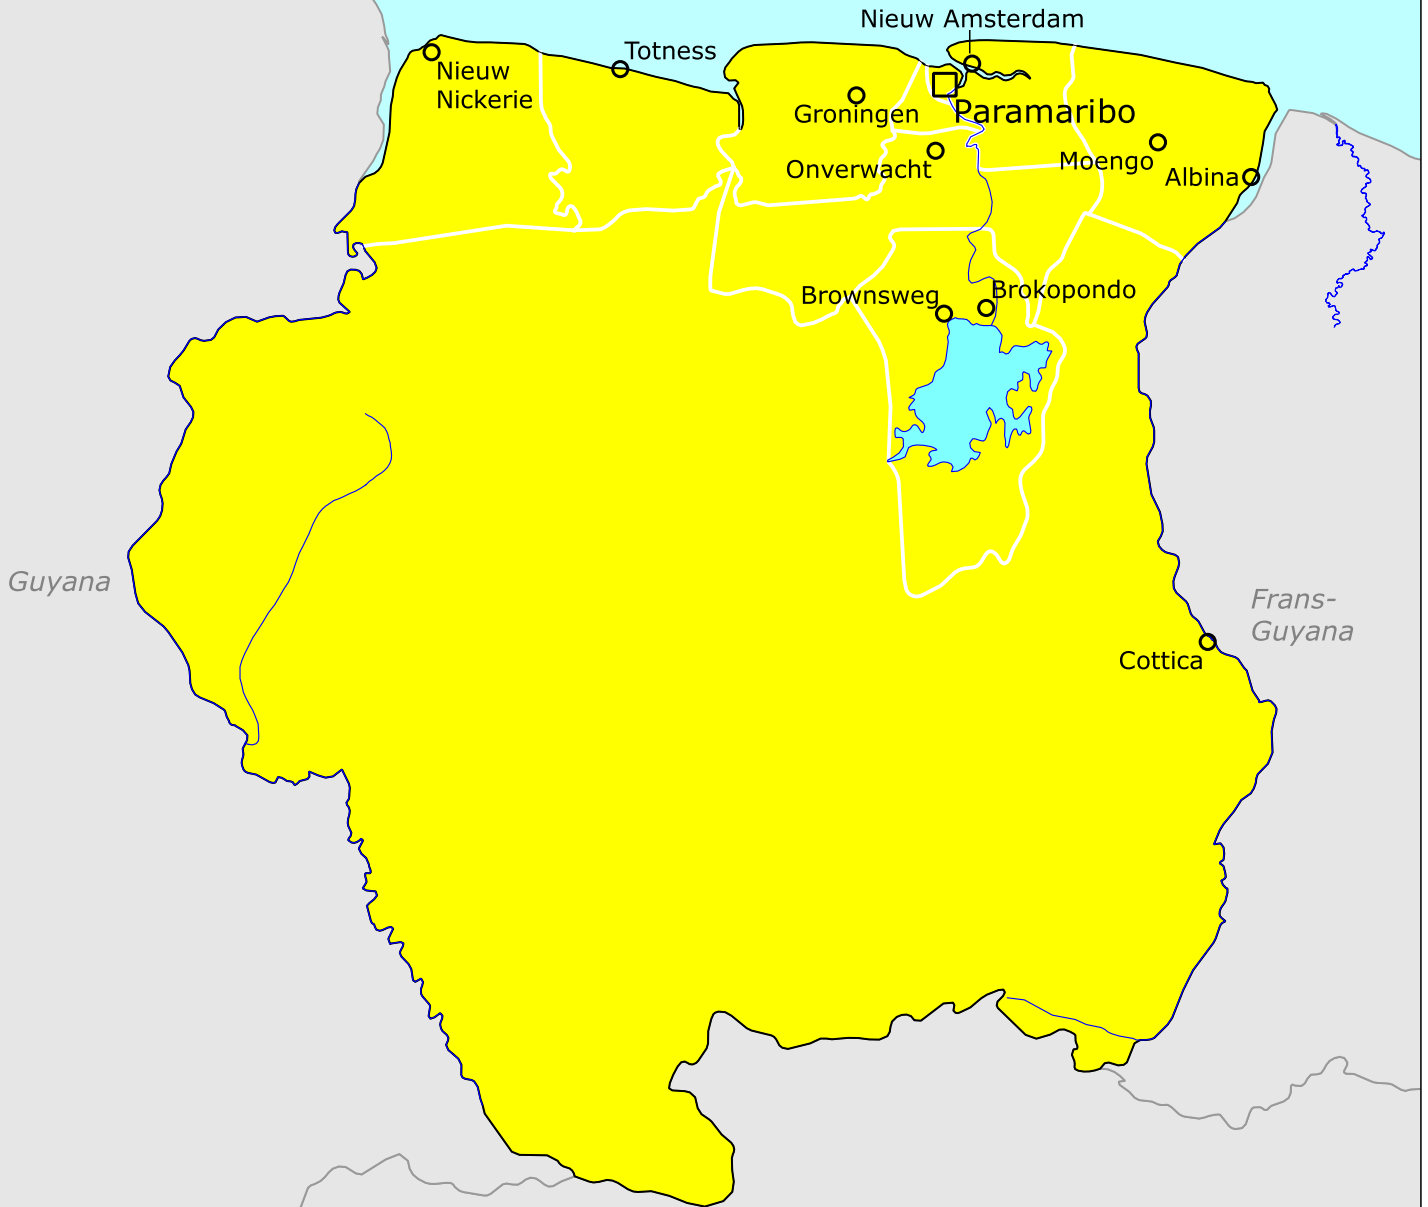 Nieuw Amsterdam
Totness
Nieuw
Nickerie
Groningen
Paramaribo
Onverwacht
Moengo
Albina
Brownsweg
Brokopondo
Guyana
Frans-
Guyana
Cottica